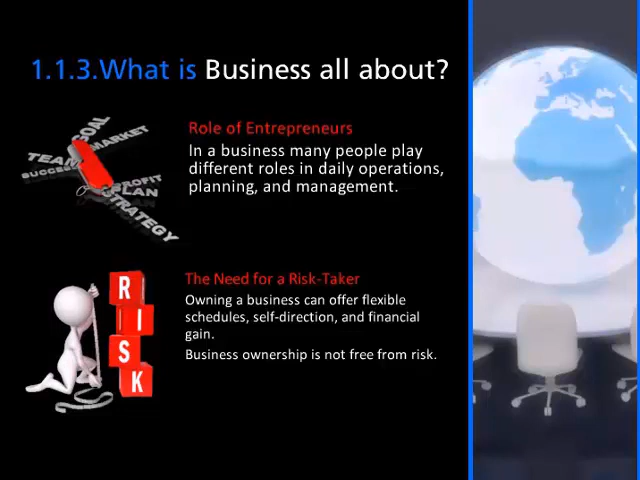 1.1.3.What is Business all about?
Role of Entrepreneurs
In a business many people play
different roles in daily operations,
planning, and management.
GOAL
MARKET
TEAM
SUCCESS
PROFIT
PLAN
STRATEGY
The Need for a Risk-Taker
Owning a business can offer flexible
schedules, self-direction, and financial
gain.
Business ownership is not free from risk.
R
I
S
K